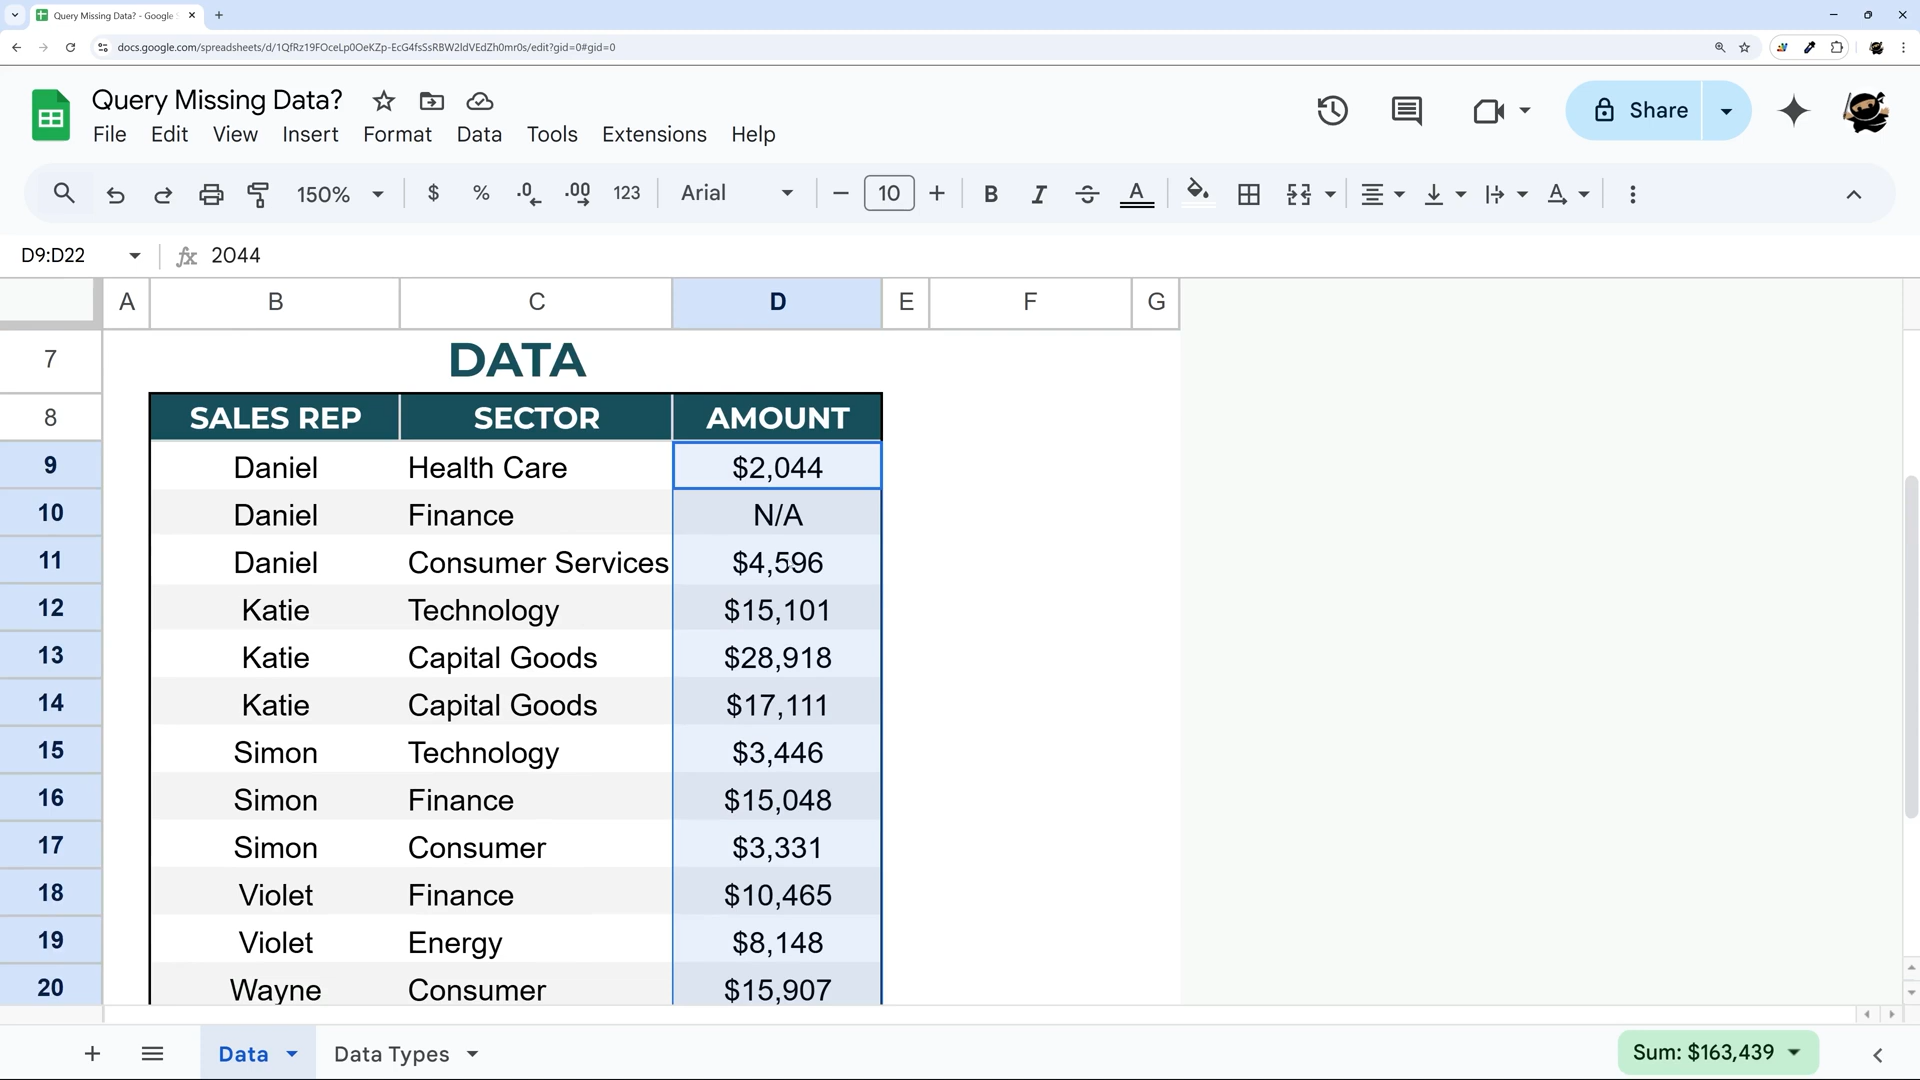 Query Missing Data? - Google S
docs.google.com/spreadsheets/d/1QfRz19FOceLp0OeKZp-EcG4fsSsRBW2ldVEdZh0mr0s/edit?gid=0#gid=0
Query Missing Data?
File Edit View Insert Format Data Tools Extensions Help
Share
150% $ % .0 .00 123 Arial 10 B I S A A
D9:D22 fx 2044
A B C D E F G
7 DATA
8 SALES REP SECTOR AMOUNT
9 Daniel Health Care $2,044
10 Daniel Finance N/A
11 Daniel Consumer Services $4,596
12 Katie Technology $15,101
13 Katie Capital Goods $28,918
14 Katie Capital Goods $17,111
15 Simon Technology $3,446
16 Simon Finance $15,048
17 Simon Consumer $3,331
18 Violet Finance $10,465
19 Violet Energy $8,148
20 Wayne Consumer $15,907
Data Data Types Sum: $163,439